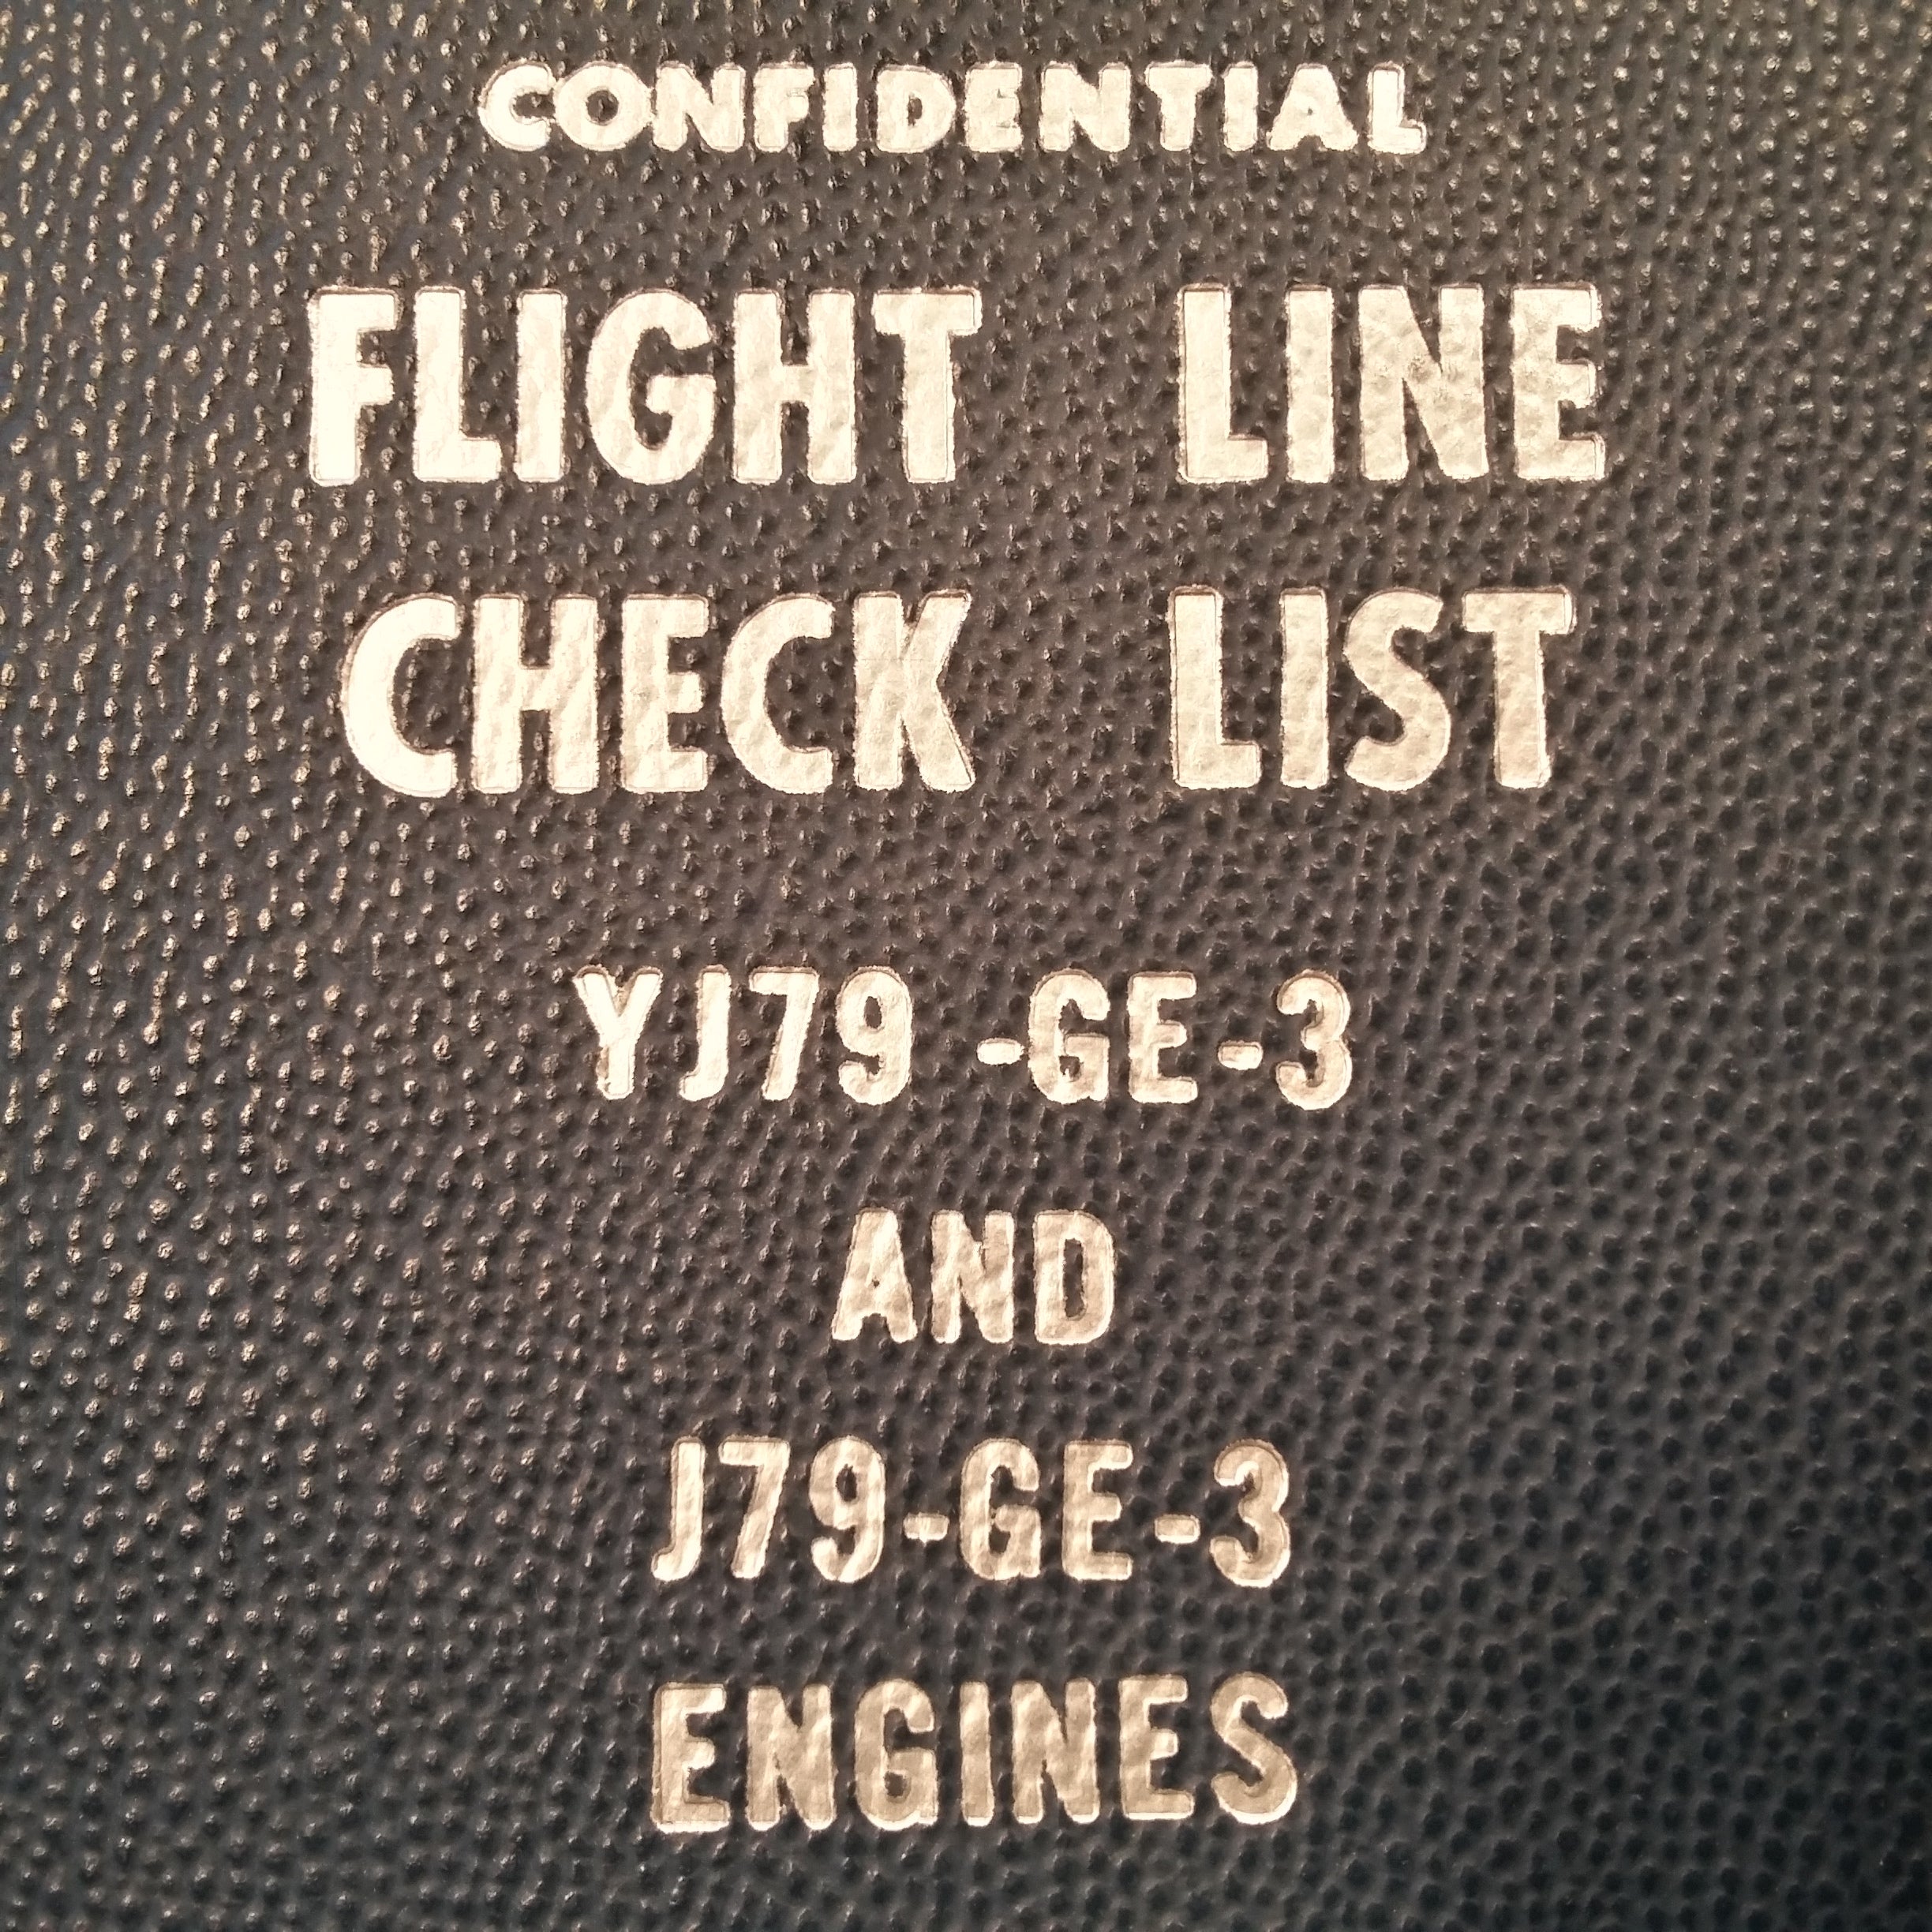 CONFIDENTIAL
FLIGHT LINE
CHECK LIST
YJ79 -GE-3
AND
J79-GE-3
ENGINES